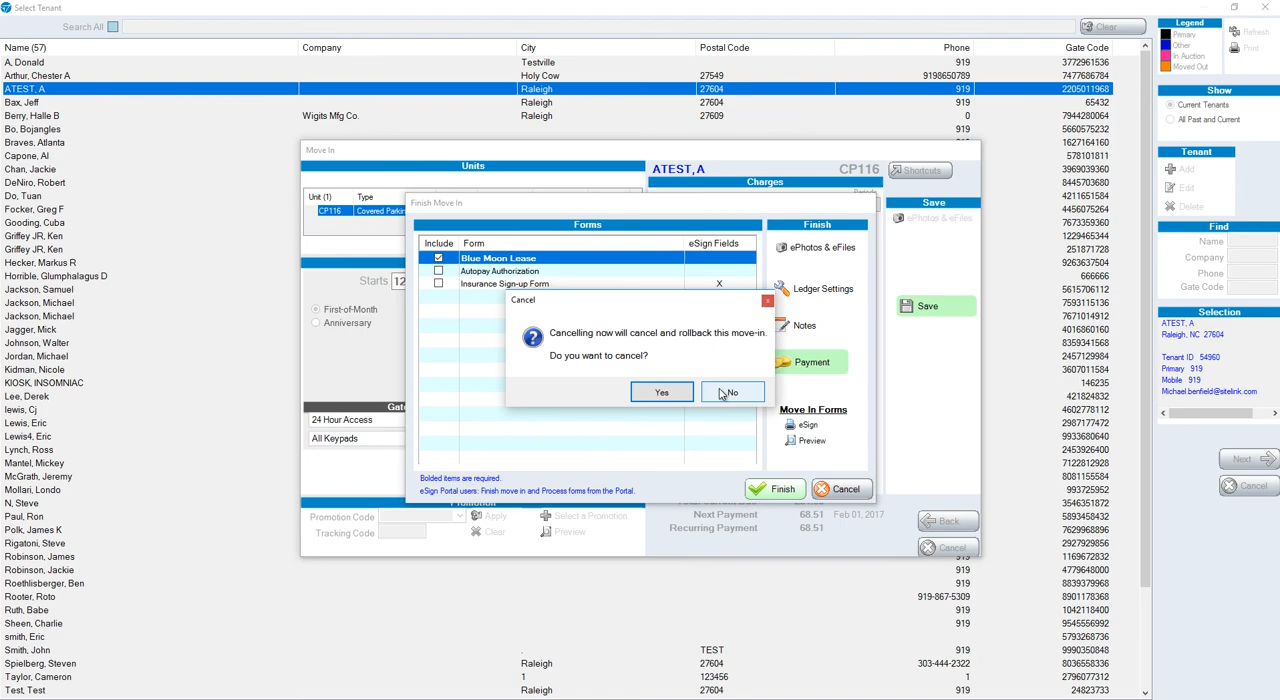 Select Tenant
Search All Clear
Name (57) Company City Postal Code Phone Gate Code
A, Donald Testville 919 3772961536
Arthur, Chester A Holy Cow 27549 9198650789 7477686784
ATEST, A Raleigh 27604 919 2205011968
Bax, Jeff Raleigh 27604 919 65432
Berry, Halle B Wigits Mfg Co. Raleigh 27609 0 7944280064
Bo, Bojangles 919 5660575232
Braves, Atlanta 1627164160
Capone, Al 578101811
Chan, Jackie 3969039360
DeNiro, Robert 8445703680
Do, Tuan 4211651584
Focker, Greg F 4456075264
Gooding, Cuba 7673359360
Griffey JR, Ken 1229465344
Griffey JR, Ken 251871728
Hecker, Markus R 9263637504
Horrible, Glumphalagus D 666666
Jackson, Samuel 5615706112
Jackson, Michael 7593115136
Jackson, Michael 7671014912
Jagger, Mick 4016860160
Johnson, Walter 8359341568
Jordan, Michael 2457129984
Kidman, Nicole 3607011584
KIOSK, INSOMNIAC 146235
Lee, Derek 421824832
lewis, Cj 4602778112
Lewis, Eric 2987177472
Lewis4, Eric 9933680640
Lynch, Ross 2453926400
Mantel, Mickey 7122812928
McGrath, Jeremy 8081155584
Mollari, Londo 993725952
N, Steve 3546351872
Paul, Ron 5893458432
Polk, James K 7629968896
Rigatoni, Steve 2927929856
Robinson, James 919 1169672832
Robinson, Jackie 919 4779648000
Roethlisberger, Ben 919 8839379968
Rooter, Roto 919-867-5309 8901178368
Ruth, Babe 919 1042118400
Sheen, Charlie 919 9545556992
smith, Eric 5793268736
Smith, John . TEST 919 9990350848
Spielberg, Steven Raleigh 27604 303-444-2322 8036558336
Taylor, Cameron 1 123456 1 2796077312
Test, Test Raleigh 27604 919 24823733
Legend
Primary
Other
In Auction
Moved Out
Refresh
Print
Show
Current Tenants
All Past and Current
Tenant
Add
Edit
Delete
Find
Name
Company
Phone
Gate Code
Selection
ATEST, A
Raleigh, NC 27604
Tenant ID 54960
Primary 919
Mobile 919
Michael.benfield@sitelink.com
Next
Cancel
Move In
Units
Unit (1) Type
CP116 Covered Parkin
Starts 12
First-of-Month
Anniversary
24 Hour Access
All Keypads
Promotion
Promotion Code Apply Select a Promotion
Tracking Code Clear Preview
ATEST, A CP116 Shortcuts
Charges
Save
ePhotos & eFiles
Save
Next Payment 68.51 Feb 01, 2017
Recurring Payment 68.51
Back
Cancel
Finish Move In
Forms
Include Form eSign Fields
Blue Moon Lease
Autopay Authorization
Insurance Sign-up Form X
Finish
ePhotos & eFiles
Ledger Settings
Notes
Payment
Move In Forms
eSign
Preview
Bolded items are required.
eSign Portal users: Finish move in and Process forms from the Portal.
Finish Cancel
Cancel
Cancelling now will cancel and rollback this move-in.
Do you want to cancel?
Yes No